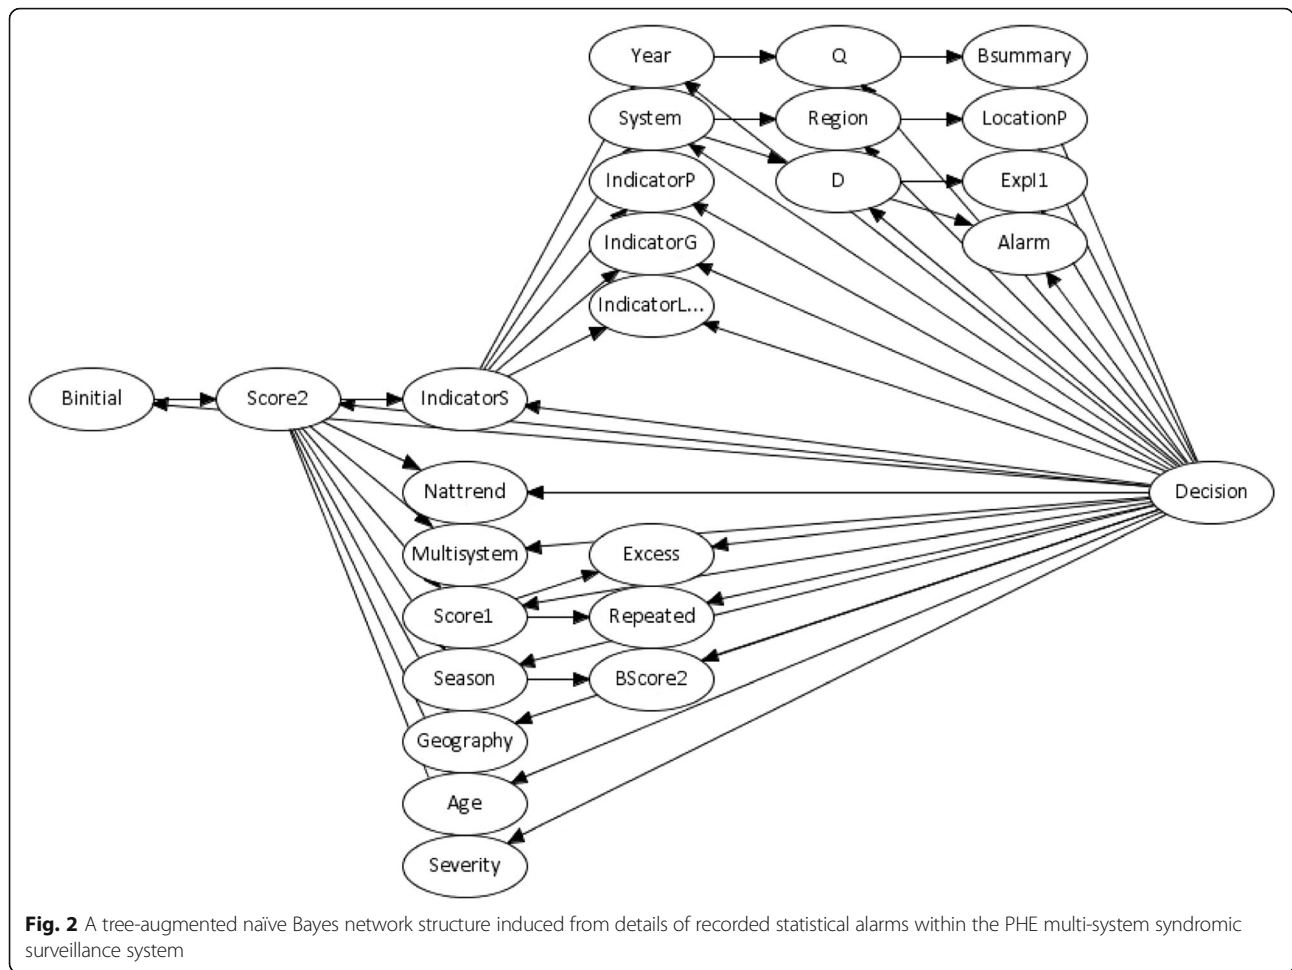 Year Q Bsummary
System Region LocationP
IndicatorP D Expl1
IndicatorG Alarm
IndicatorL...
Binitial Score2 IndicatorS
Nattrend Decision
Multisystem Excess
Score1 Repeated
Season BScore2
Geography
Age
Severity
Fig. 2 A tree-augmented naïve Bayes network structure induced from details of recorded statistical alarms within the PHE multi-system syndromic
surveillance system